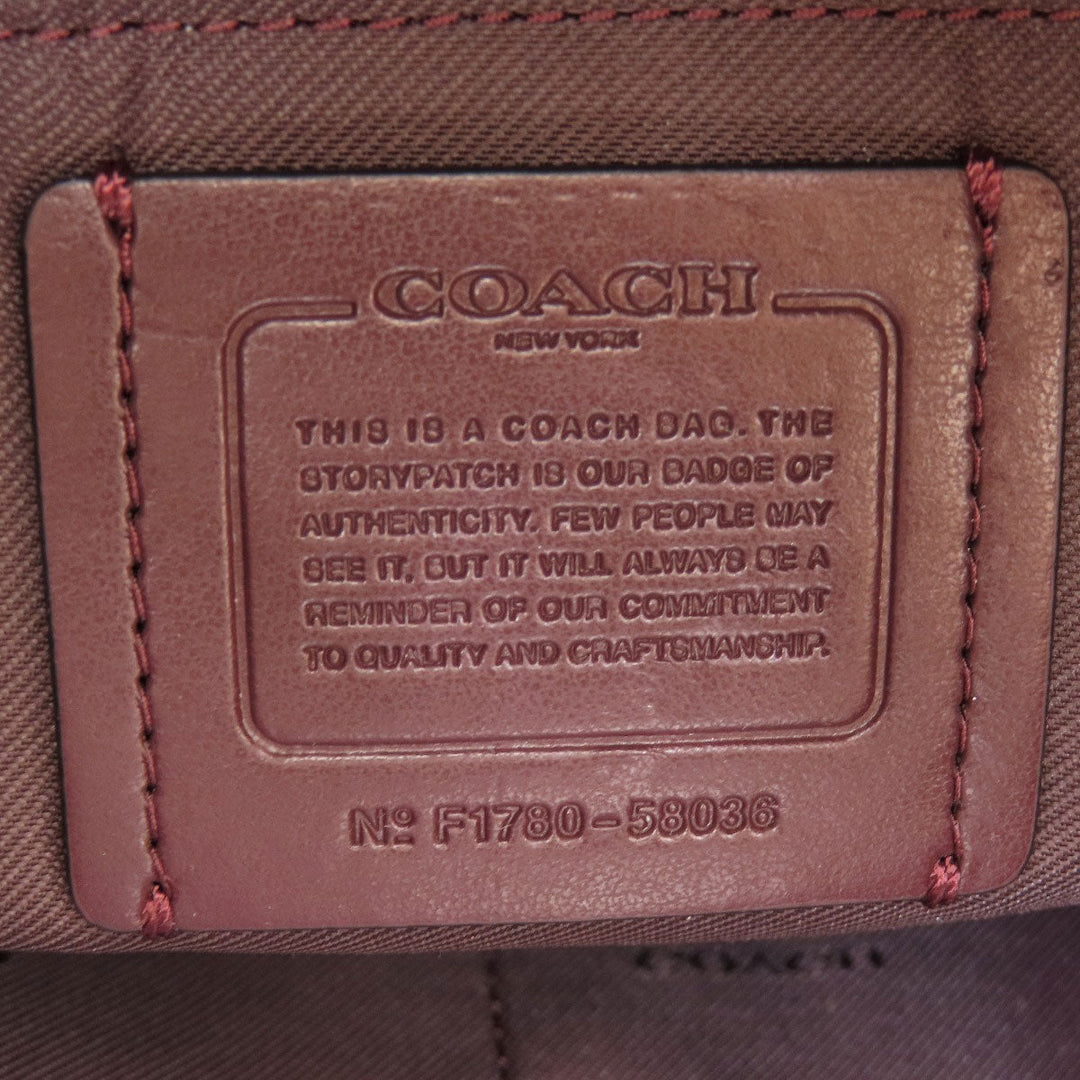 COACH
NEW YORK
THIS IS A COACH BAG. THE
STORYPATCH IS OUR BADGE OF
AUTHENTICITY. FEW PEOPLE MAY
SEE IT, BUT IT WILL ALWAYS BE A
REMINDER OF OUR COMMITMENT
TO QUALITY AND CRAFTSMANSHIP.
Nº F1780-58036
COACH